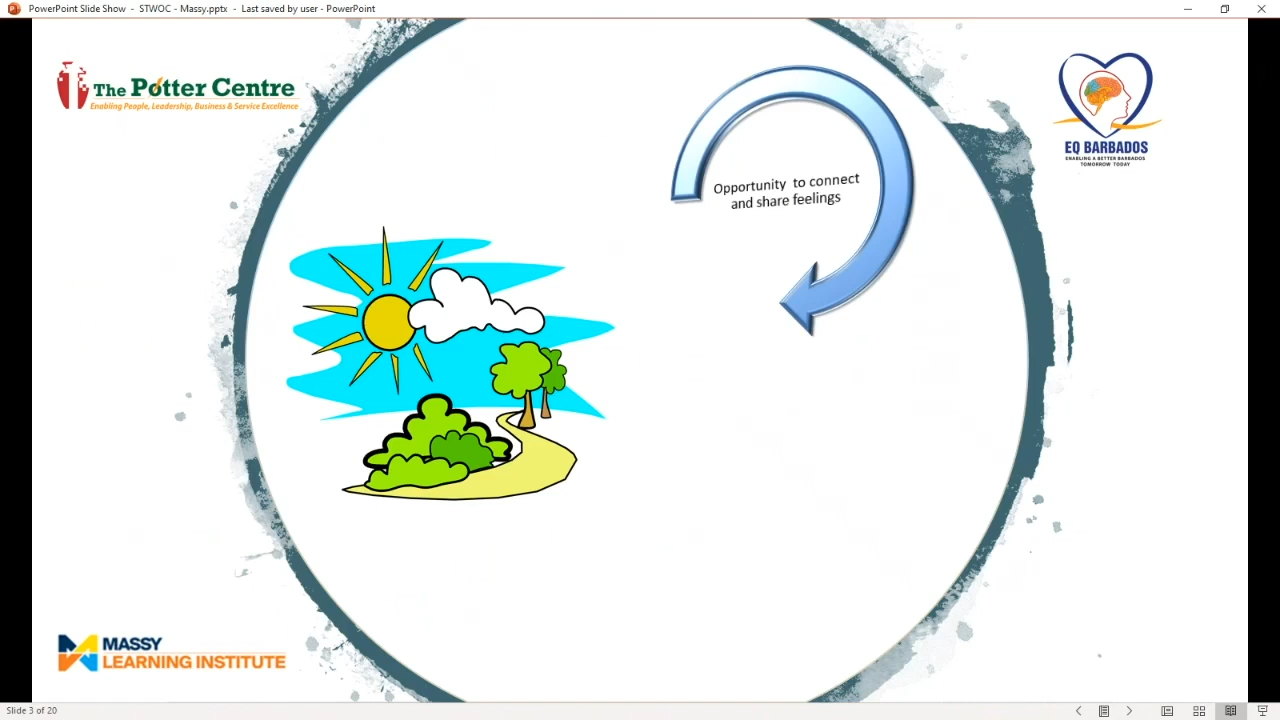 PowerPoint Slide Show - STWOC - Massy.pptx - Last saved by user - PowerPoint
The Potter Centre
Enabling People, Leadership, Business & Service Excellence
EQ BARBADOS
ENABLING A BETTER BARBADOS
TOMORROW TODAY
Opportunity to connect
and share feelings
MASSY
LEARNING INSTITUTE
Slide 3 of 20